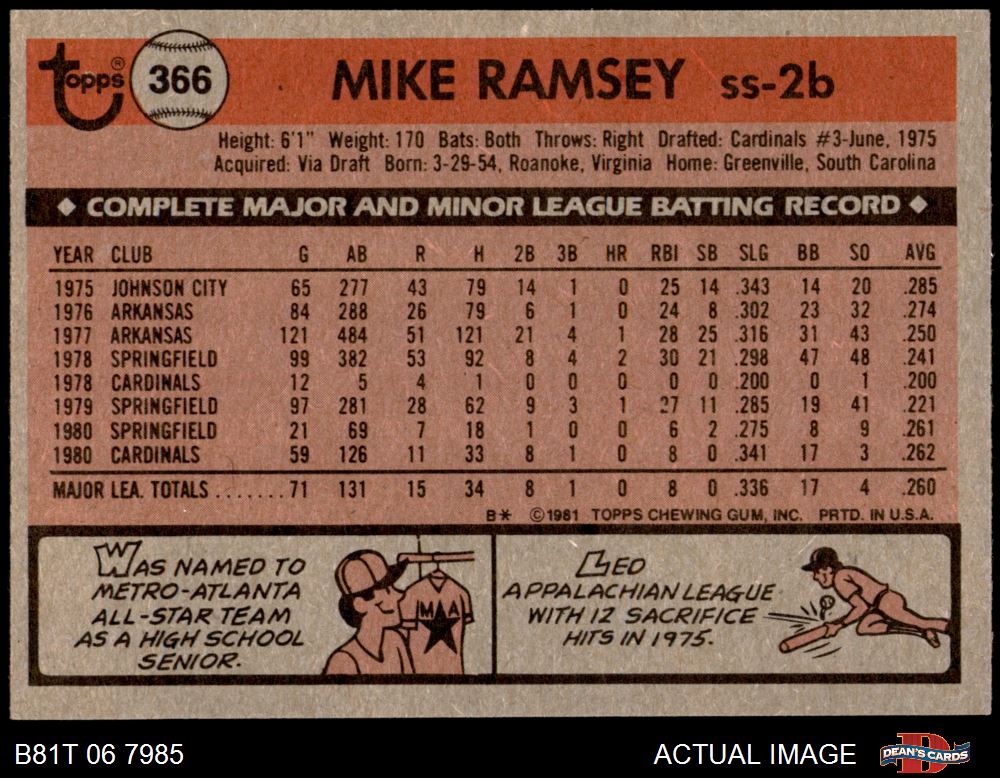 Topps® 366 MIKE RAMSEY ss-2b
Height: 6'1" Weight: 170 Bats: Both Throws: Right Drafted: Cardinals #3-June, 1975
Acquired: Via Draft Born: 3-29-54, Roanoke, Virginia Home: Greenville, South Carolina
◆ COMPLETE MAJOR AND MINOR LEAGUE BATTING RECORD ◆
YEAR CLUB G AB R H 2B 3B HR RBI SB SLG BB SO AVG
1975 JOHNSON CITY 65 277 43 79 14 1 0 25 14 .343 14 20 .285
1976 ARKANSAS 84 288 26 79 6 1 0 24 8 .302 23 32 .274
1977 ARKANSAS 121 484 51 121 21 4 1 28 25 .316 31 43 .250
1978 SPRINGFIELD 99 382 53 92 8 4 2 30 21 .298 47 48 .241
1978 CARDINALS 12 5 4 1 0 0 0 0 0 .200 0 1 .200
1979 SPRINGFIELD 97 281 28 62 9 3 1 27 11 .285 19 41 .221
1980 SPRINGFIELD 21 69 7 18 1 0 0 6 2 .275 8 9 .261
1980 CARDINALS 59 126 11 33 8 1 0 8 0 .341 17 3 .262
MAJOR LEA. TOTALS ....... 71 131 15 34 8 1 0 8 0 .336 17 4 .260
B* ©1981 TOPPS CHEWING GUM, INC. PRTD. IN U.S.A.
WAS NAMED TO
METRO-ATLANTA
ALL-STAR TEAM
AS A HIGH SCHOOL
SENIOR.
MAA
LED
APPALACHIAN LEAGUE
WITH 12 SACRIFICE
HITS IN 1975.
B81T 06 7985 ACTUAL IMAGE DEAN'S CARDS